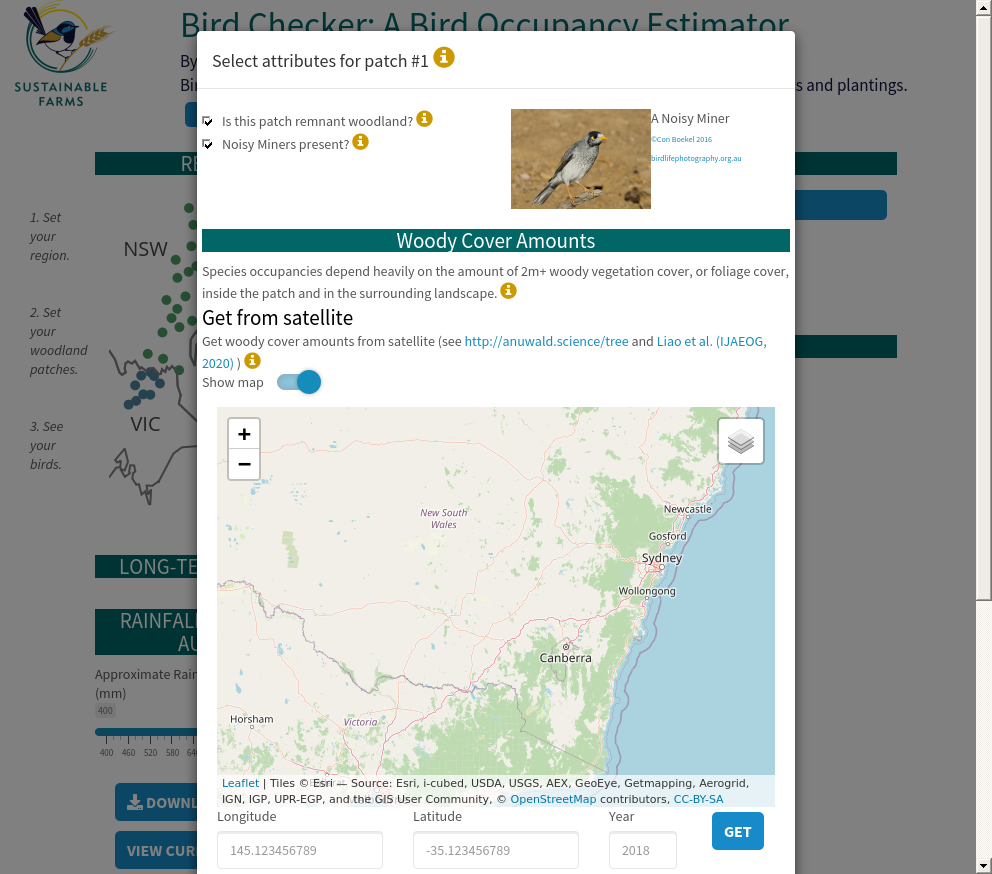 Bird Checker: A Bird Occupancy Estimator
SUSTAINABLE
FARMS
By
Bir
s and plantings.
Select attributes for patch #1
Is this patch remnant woodland?
Noisy Miners present?
A Noisy Miner
©Con Boekel 2016
birdlifephotography.org.au
RE
1. Set
your
region.
NSW
2. Set
your
woodland
patches.
VIC
3. See
your
birds.
Woody Cover Amounts
Species occupancies depend heavily on the amount of 2m+ woody vegetation cover, or foliage cover,
inside the patch and in the surrounding landscape.
Get from satellite
Get woody cover amounts from satellite (see http://anuwald.science/tree and Liao et al. (IJAEOG,
2020) )
Show map
+
−
New South
Wales
Newcastle
Gosford
Sydney
Wollongong
Canberra
Horsham
Victoria
Leaflet | Tiles © Esri — Source: Esri, i-cubed, USDA, USGS, AEX, GeoEye, Getmapping, Aerogrid,
IGN, IGP, UPR-EGP, and the GIS User Community, © OpenStreetMap contributors, CC-BY-SA
LONG-TE
RAINFAL
AU
Approximate Rain
(mm)
400
400 460 520 580 64
DOWNL
VIEW CUR
Longitude Latitude Year
145.123456789 -35.123456789 2018
GET